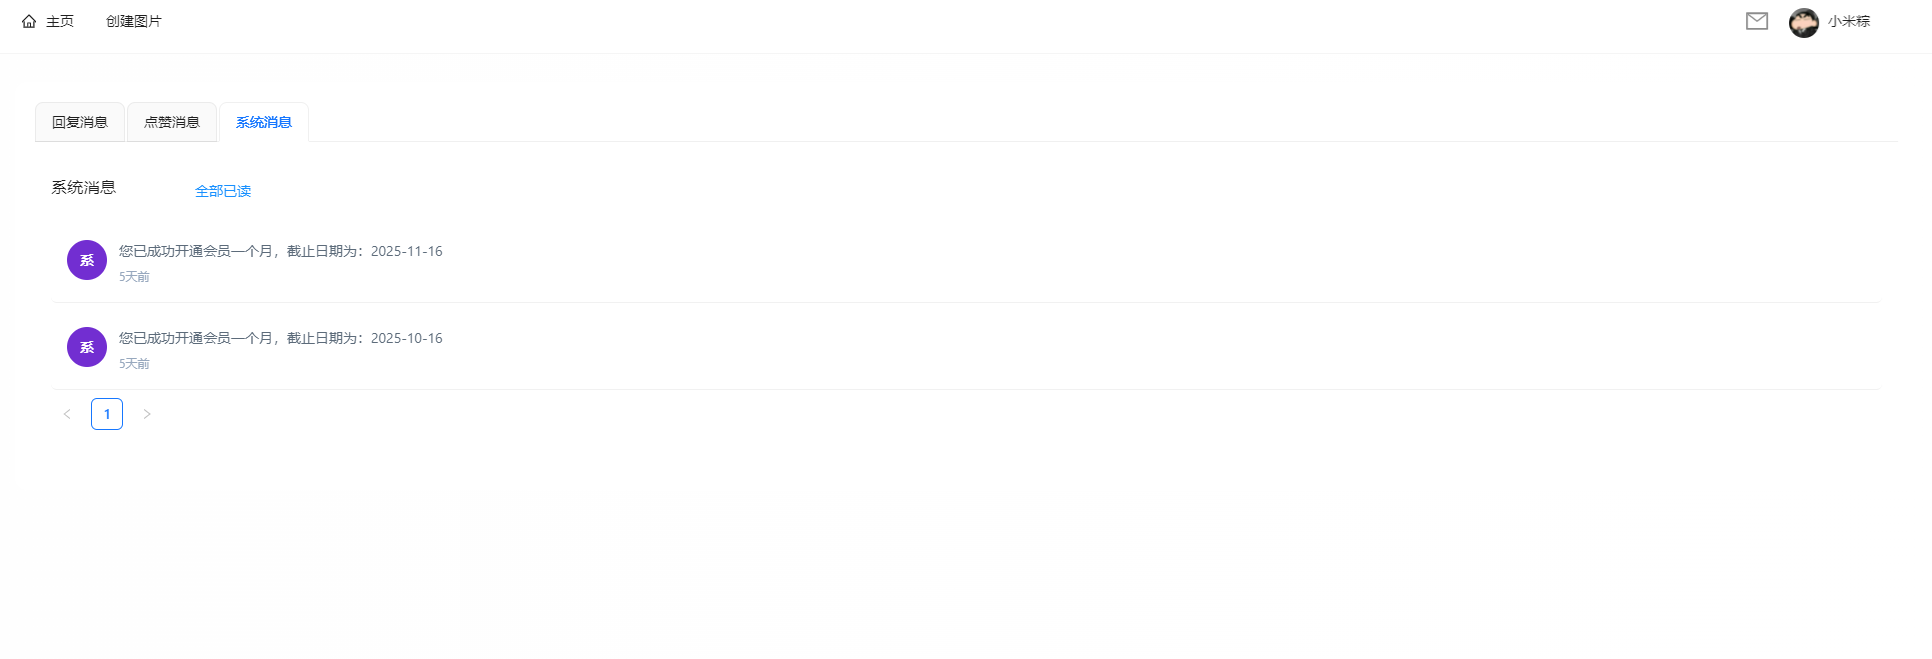 主页 创建图片 小米粽
回复消息 点赞消息 系统消息
系统消息 全部已读
系 您已成功开通会员一个月，截止日期为：2025-11-16
5天前
系 您已成功开通会员一个月，截止日期为：2025-10-16
5天前
1